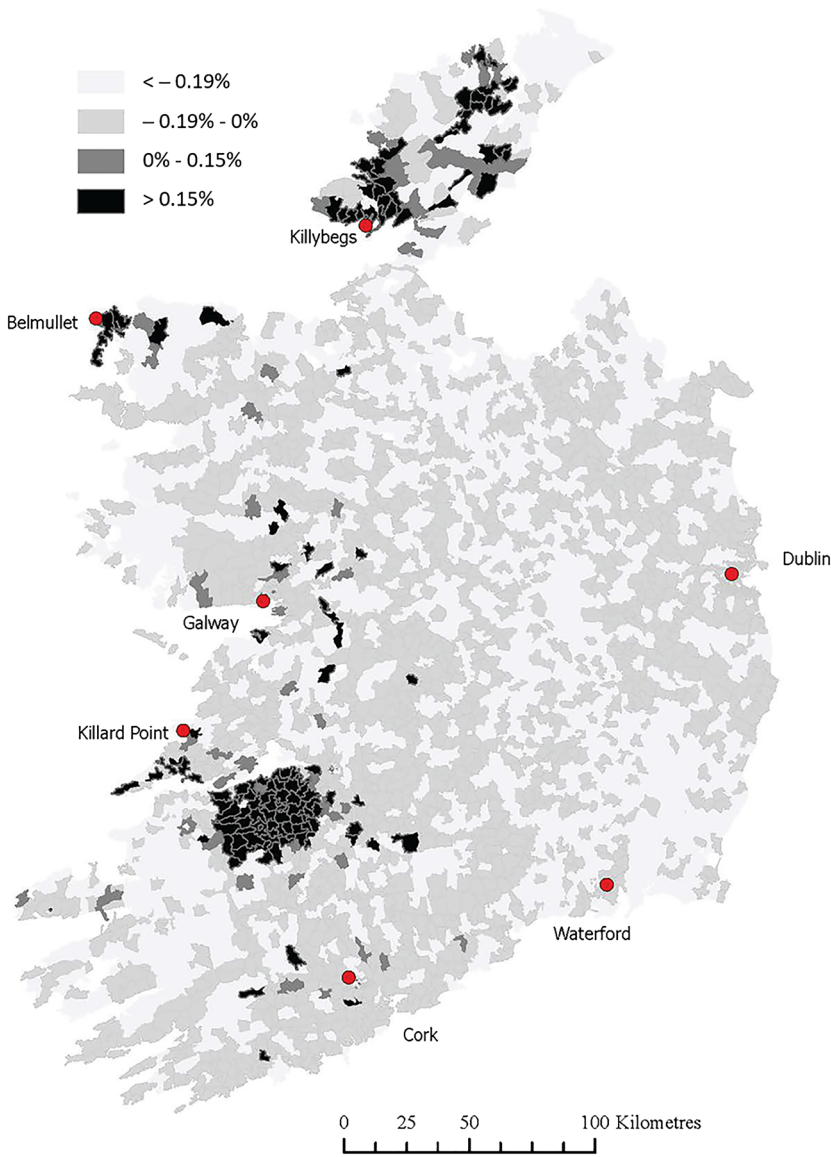 < – 0.19%
– 0.19% - 0%
0% - 0.15%
> 0.15%
Killybegs
Belmullet
Dublin
Galway
Killard Point
Waterford
Cork
0 25 50 100 Kilometres